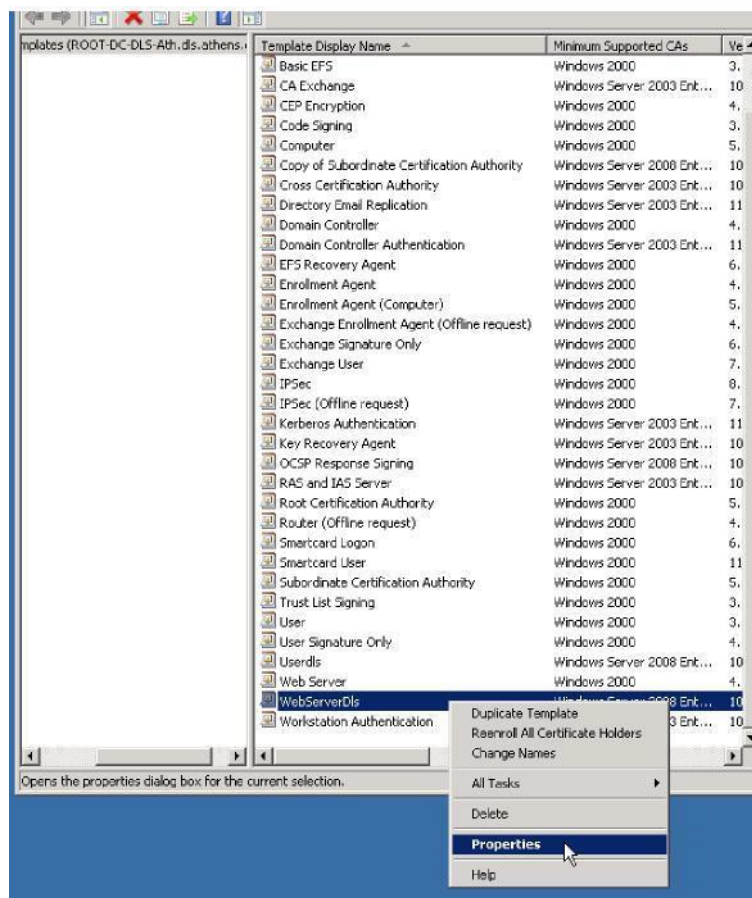 mplates (ROOT-DC-DLS-Ath.dls.athens.
Template Display Name Minimum Supported CAs Ve
Basic EFS Windows 2000 3.
CA Exchange Windows Server 2003 Ent... 10
CEP Encryption Windows 2000 4.
Code Signing Windows 2000 3.
Computer Windows 2000 5.
Copy of Subordinate Certification Authority Windows Server 2008 Ent... 10
Cross Certification Authority Windows Server 2003 Ent... 10
Directory Email Replication Windows Server 2003 Ent... 11
Domain Controller Windows 2000 4.
Domain Controller Authentication Windows Server 2003 Ent... 11
EFS Recovery Agent Windows 2000 6.
Enrollment Agent Windows 2000 4.
Enrollment Agent (Computer) Windows 2000 5.
Exchange Enrollment Agent (Offline request) Windows 2000 4.
Exchange Signature Only Windows 2000 6.
Exchange User Windows 2000 7.
IPSec Windows 2000 8.
IPSec (Offline request) Windows 2000 7.
Kerberos Authentication Windows Server 2003 Ent... 11
Key Recovery Agent Windows Server 2003 Ent... 10
OCSP Response Signing Windows Server 2008 Ent... 10
RAS and IAS Server Windows Server 2003 Ent... 10
Root Certification Authority Windows 2000 5.
Router (Offline request) Windows 2000 4.
Smartcard Logon Windows 2000 6.
Smartcard User Windows 2000 11
Subordinate Certification Authority Windows 2000 5.
Trust List Signing Windows 2000 3.
User Windows 2000 3.
User Signature Only Windows 2000 4.
Userdls Windows Server 2008 Ent... 10
Web Server Windows 2000 4.
WebServerDls Windows Server 2008 Ent... 10
Workstation Authentication 3 Ent... 10
Duplicate Template
Reenroll All Certificate Holders
Change Names
All Tasks
Delete
Properties
Help
Opens the properties dialog box for the current selection.